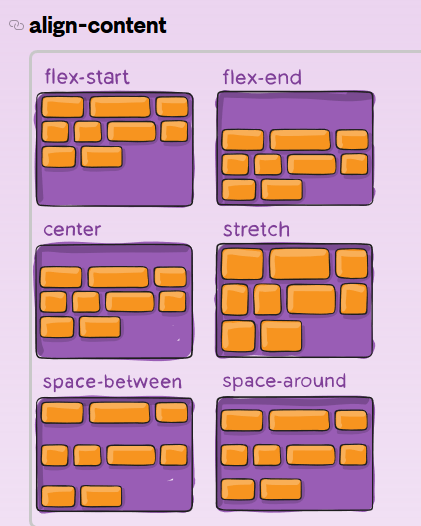 align-content
flex-start
flex-end
center
stretch
space-between
space-around